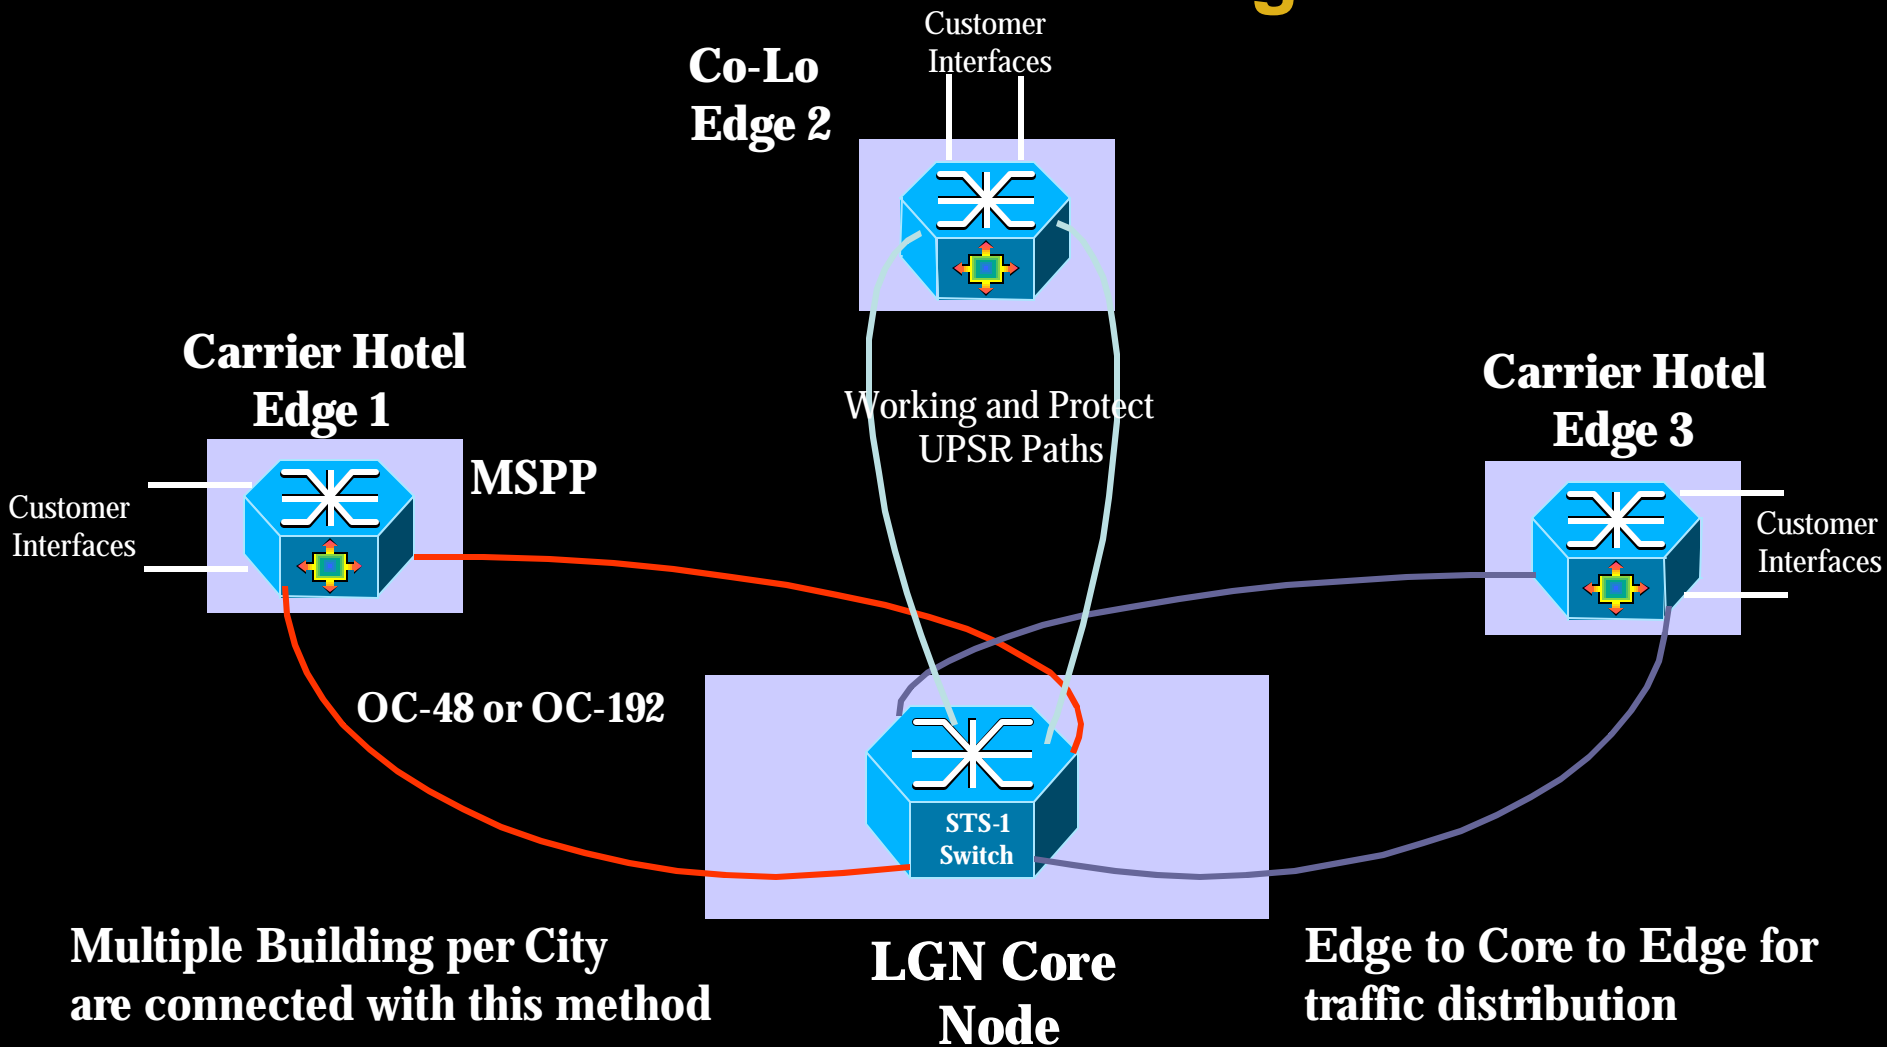 Customer
Interfaces
Co-Lo
Edge 2
Carrier Hotel
Edge 1
Carrier Hotel
Edge 3
Working and Protect
UPSR Paths
MSPP
Customer
Interfaces
Customer
Interfaces
OC-48 or OC-192
STS-1
Switch
Multiple Building per City
are connected with this method
LGN Core
Node
Edge to Core to Edge for
traffic distribution